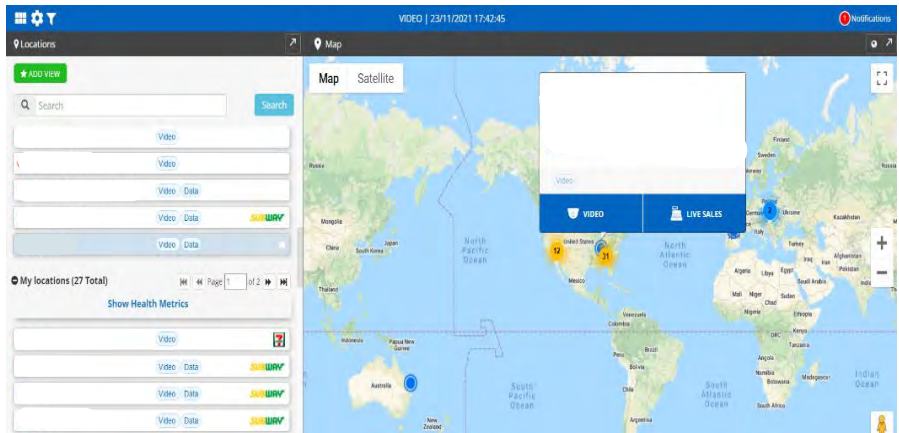 VIDEO | 23/11/2021 17:42:45
1 Notifications
Locations
Map
ADD VIEW
Search Search
Video
Video
Video Data
Video Data SUBWAY
Video Data
My locations (27 Total) Page 1 of 2
Show Health Metrics
Video 7
Video Data SUBWAY
Video Data SUBWAY
Video Data SUBWAY
Map Satellite
Video
VIDEO LIVE SALES
Finland
Sweden
Norway
Russia
Russia
Ukraine
Kazakhstan
Mongolia
Italy
Turkey
China
South Korea
Japan
North Pacific Ocean
12
United States
31
North Atlantic Ocean
Iraq
Iran
Afghanistan
Pakistan
Algeria
Libya
Egypt
Saudi Arabia
Thailand
Mexico
Mali
Niger
Chad
Sudan
Nigeria
Ethiopia
Venezuela
Colombia
DRC
Kenya
Tanzania
Indonesia
Papua New Guinea
Peru
Brazil
Angola
Bolivia
Namibia
Botswana
Madagascar
Indian Ocean
Australia
South Pacific Ocean
Chile
South Atlantic Ocean
South Africa
New Zealand
Argentina